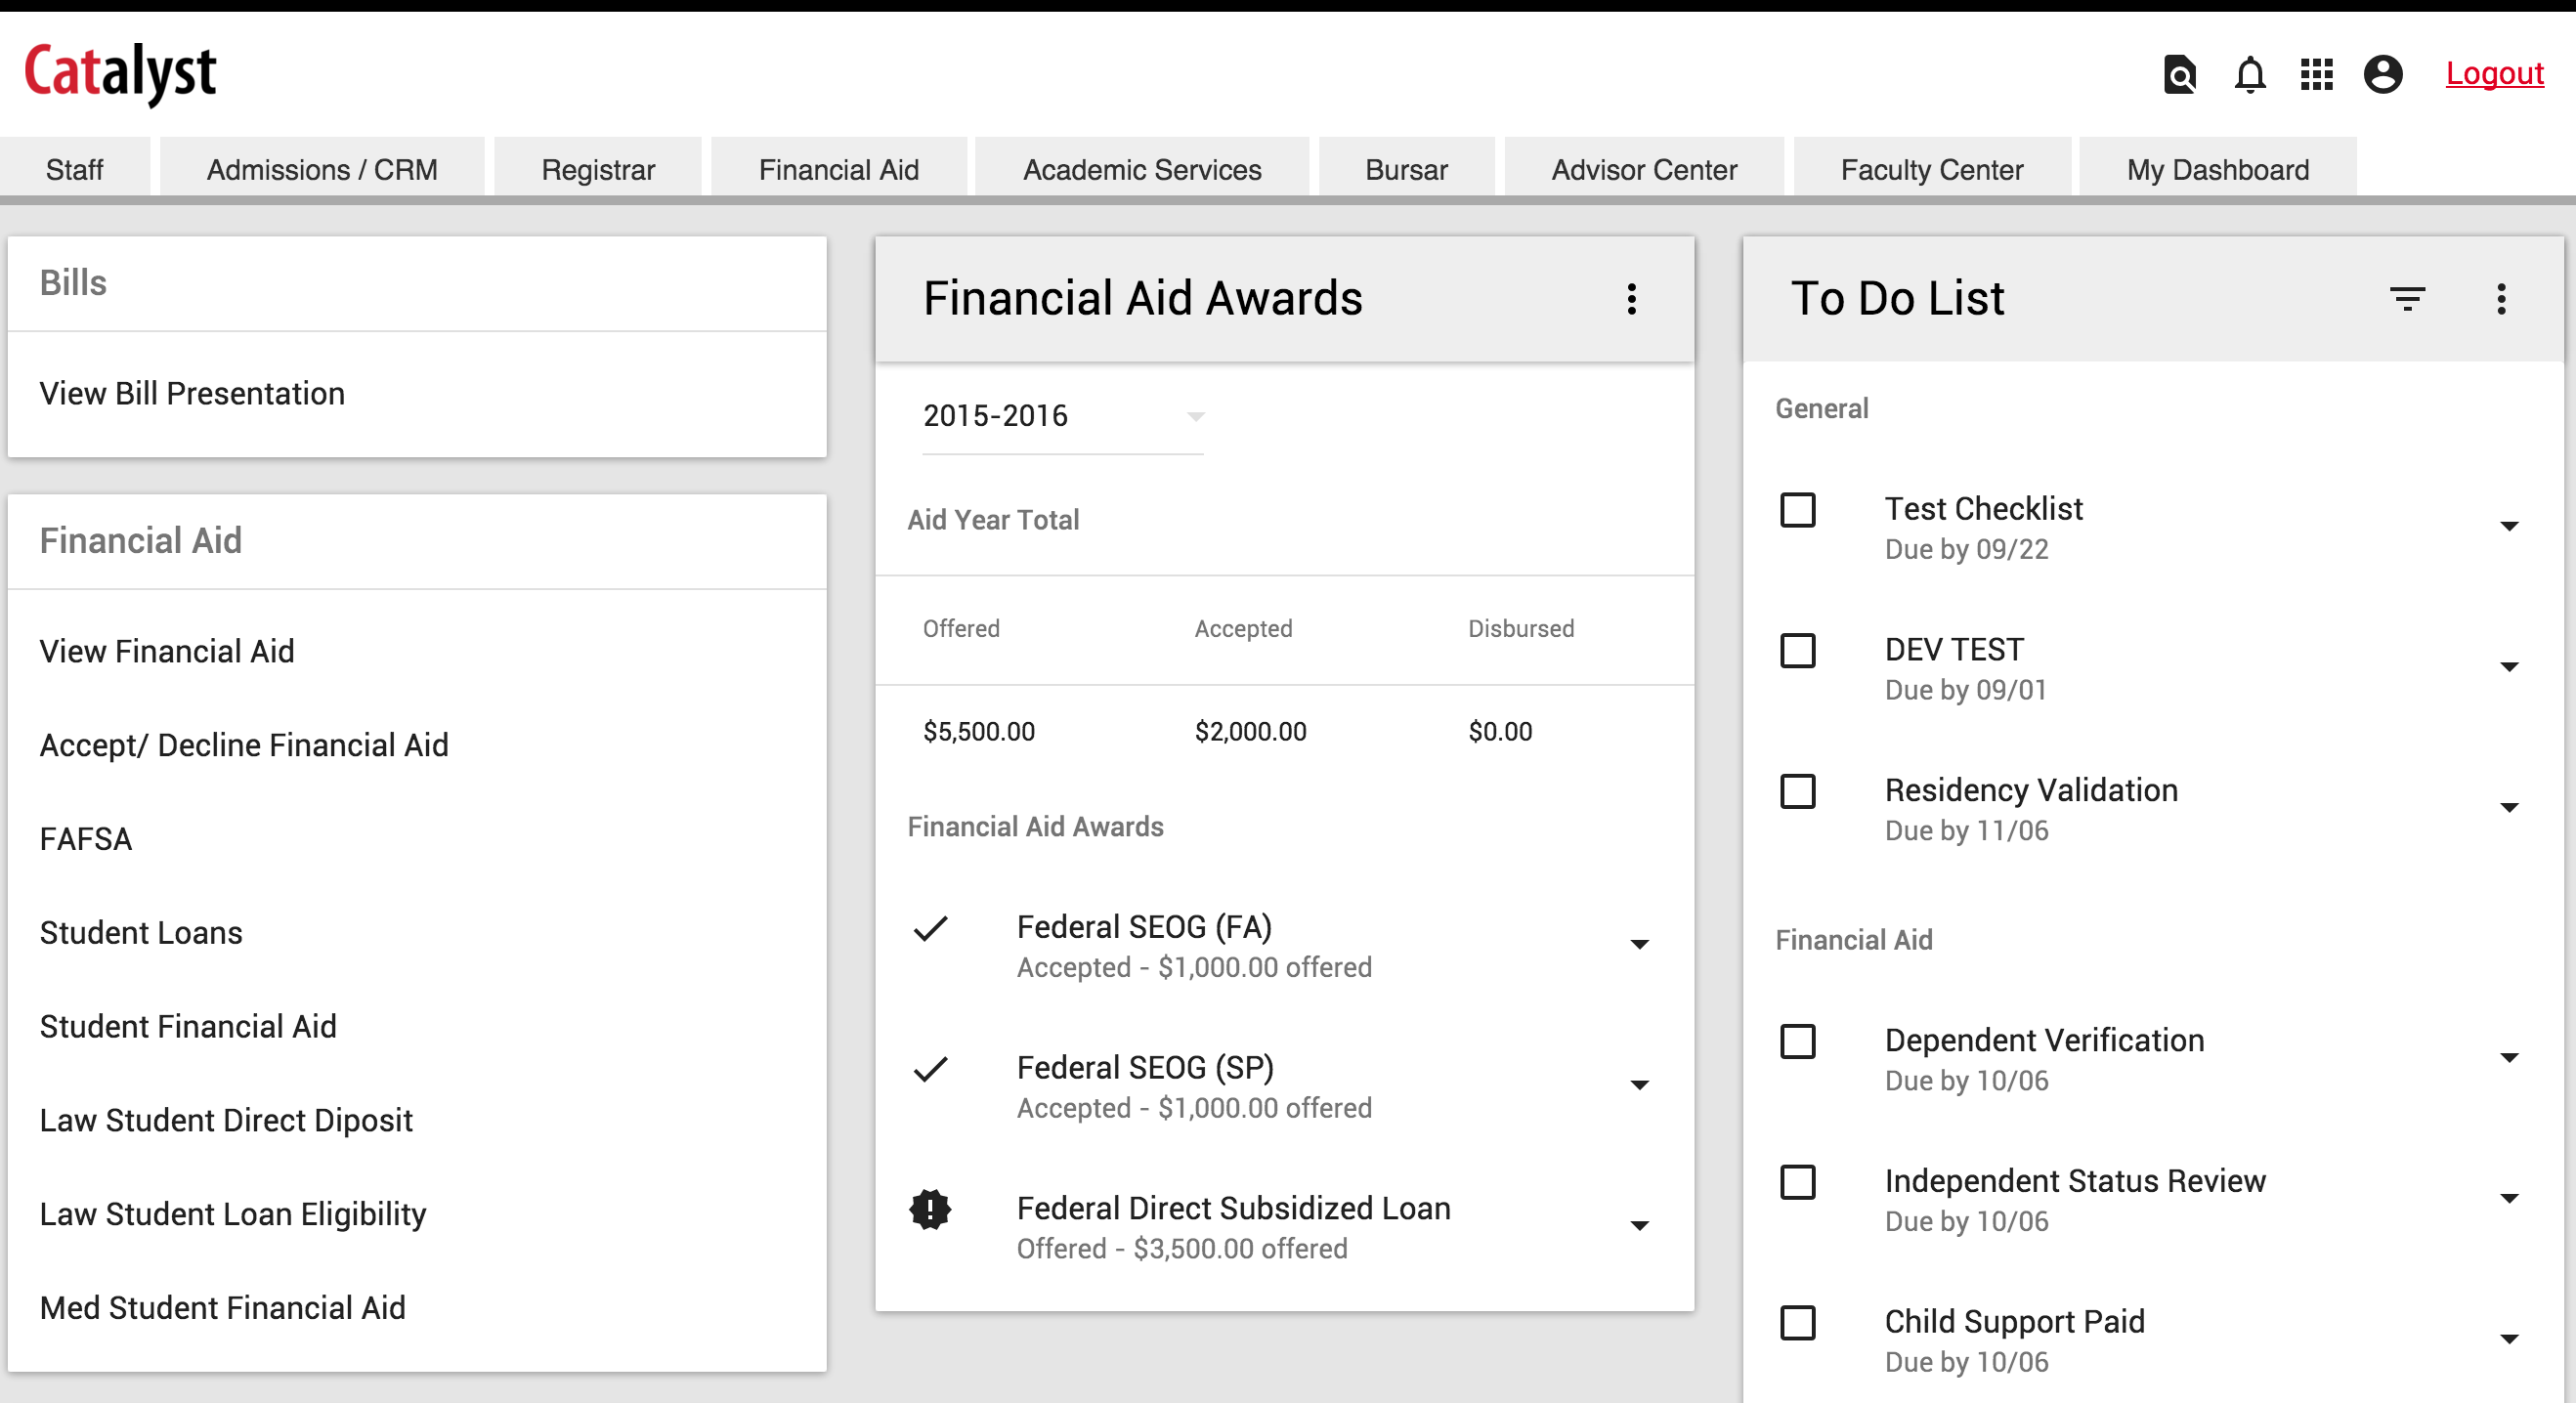 Catalyst
Logout
Staff
Admissions / CRM
Registrar
Financial Aid
Academic Services
Bursar
Advisor Center
Faculty Center
My Dashboard
Bills
View Bill Presentation
Financial Aid
View Financial Aid
Accept/ Decline Financial Aid
FAFSA
Student Loans
Student Financial Aid
Law Student Direct Diposit
Law Student Loan Eligibility
Med Student Financial Aid
Financial Aid Awards
2015-2016
Aid Year Total
Offered Accepted Disbursed
$5,500.00 $2,000.00 $0.00
Financial Aid Awards
Federal SEOG (FA)
Accepted - $1,000.00 offered
Federal SEOG (SP)
Accepted - $1,000.00 offered
Federal Direct Subsidized Loan
Offered - $3,500.00 offered
To Do List
General
Test Checklist
Due by 09/22
DEV TEST
Due by 09/01
Residency Validation
Due by 11/06
Financial Aid
Dependent Verification
Due by 10/06
Independent Status Review
Due by 10/06
Child Support Paid
Due by 10/06